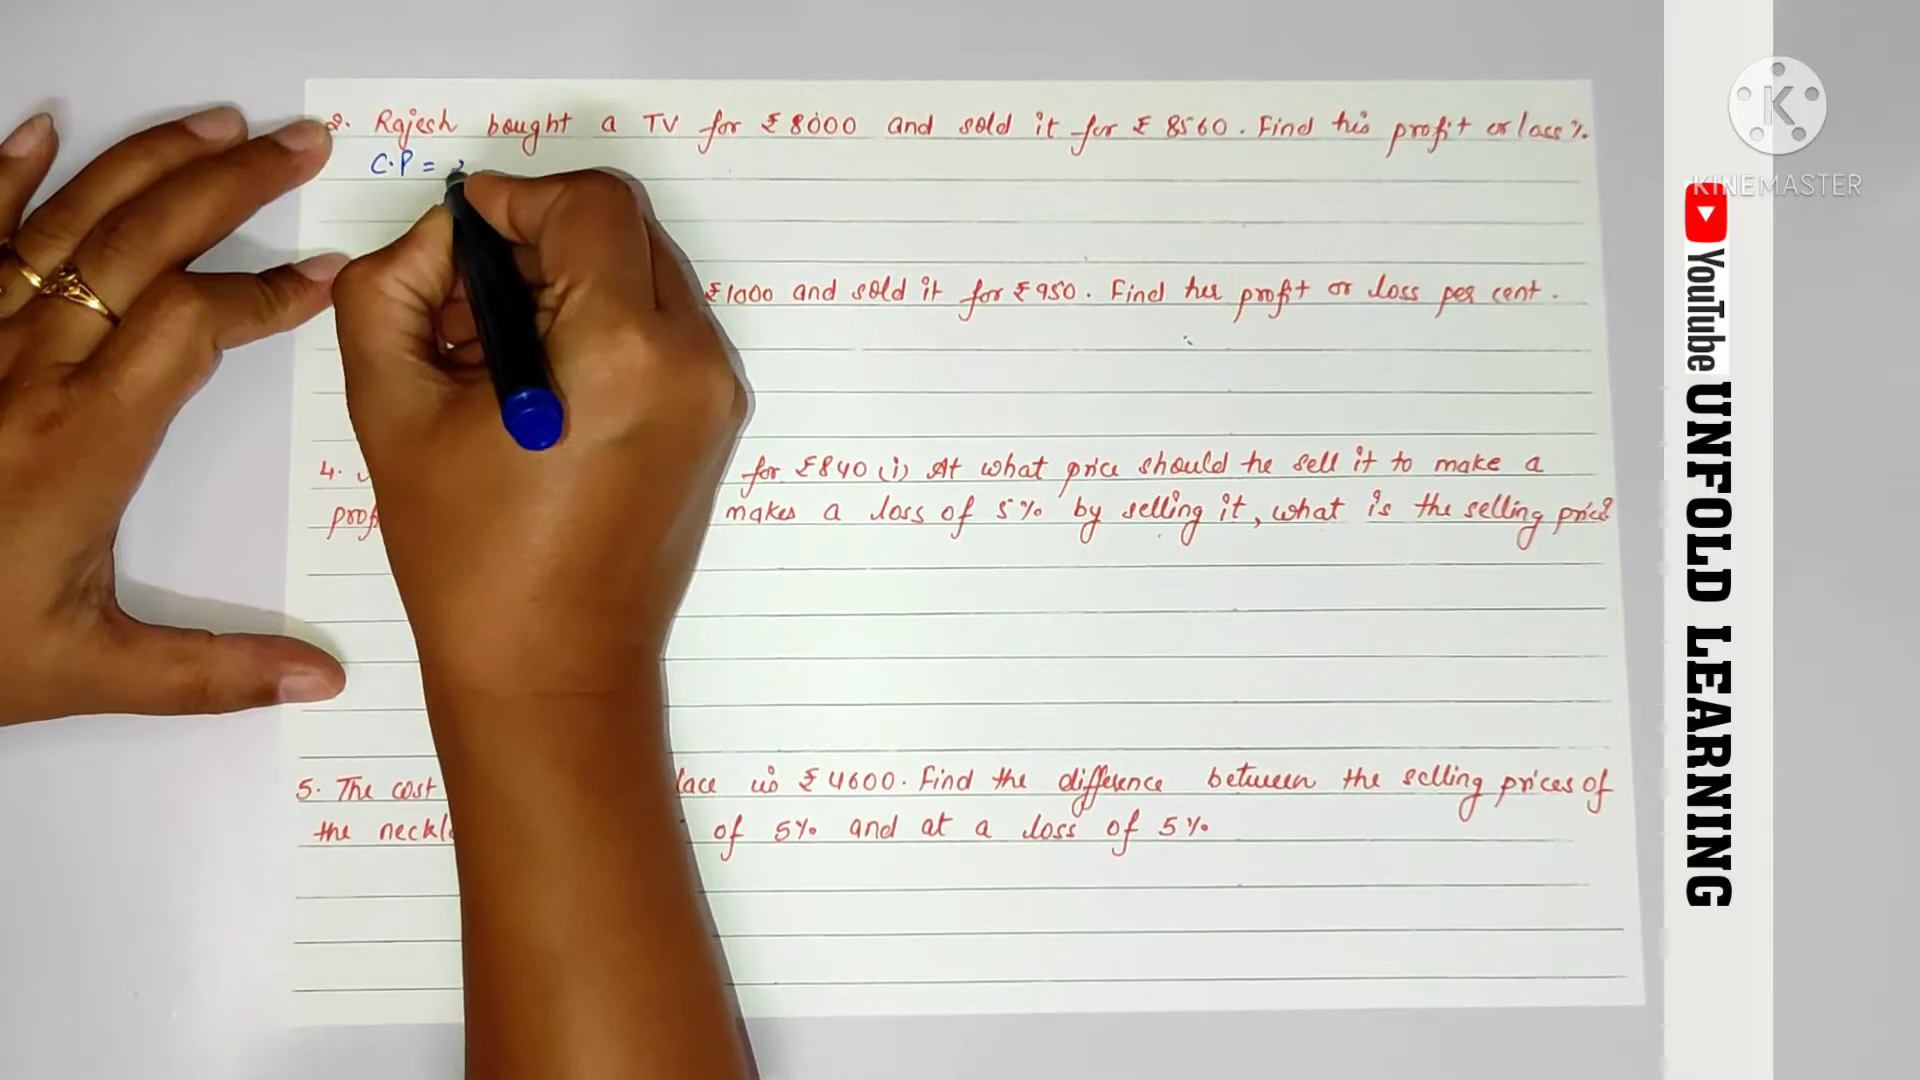 2. Rajesh bought a TV for ₹ 8000 and sold it for ₹ 8560. Find his profit or loss %.
C.P =
₹1000 and sold it for ₹ 950. Find her profit or loss per cent.
4. for ₹840 (i) At what price should he sell it to make a
prof makes a loss of 5% by selling it, what is the selling price?
5. The cost lace is ₹ 4600. Find the difference between the selling prices of
the neckl of 5% and at a loss of 5%
K
KINEMASTER
YouTube
UNFOLD LEARNING